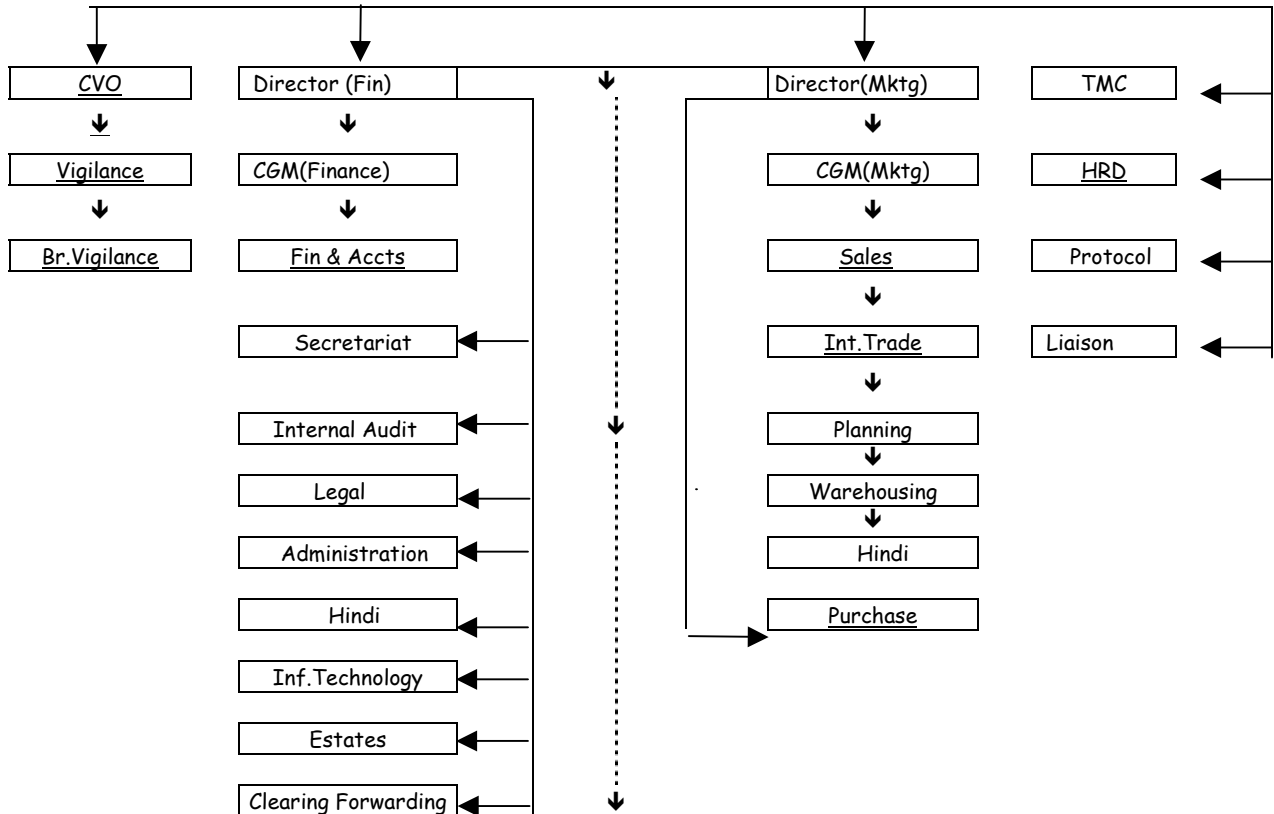 CVO
Director (Fin)
Director(Mktg)
TMC
Vigilance
CGM(Finance)
CGM(Mktg)
HRD
Br.Vigilance
Fin & Accts
Sales
Protocol
Secretariat
Int.Trade
Liaison
Internal Audit
Planning
Legal
Warehousing
Administration
Hindi
Hindi
Purchase
Inf.Technology
Estates
Clearing Forwarding